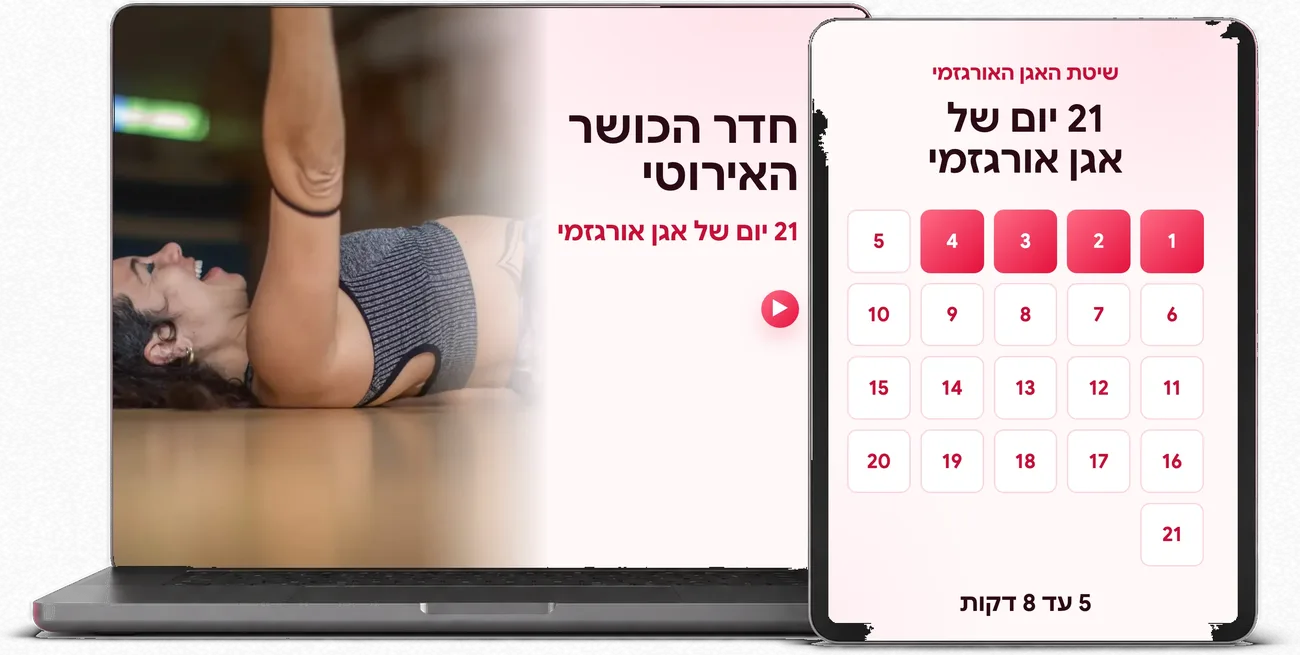 חדר הכושר
האירוטי
21 יום של אגן אורגזמי
שיטת האגן האורגזמי
21 יום של
אגן אורגזמי
1 2 3 4 5
6 7 8 9 10
11 12 13 14 15
16 17 18 19 20
21
5 עד 8 דקות